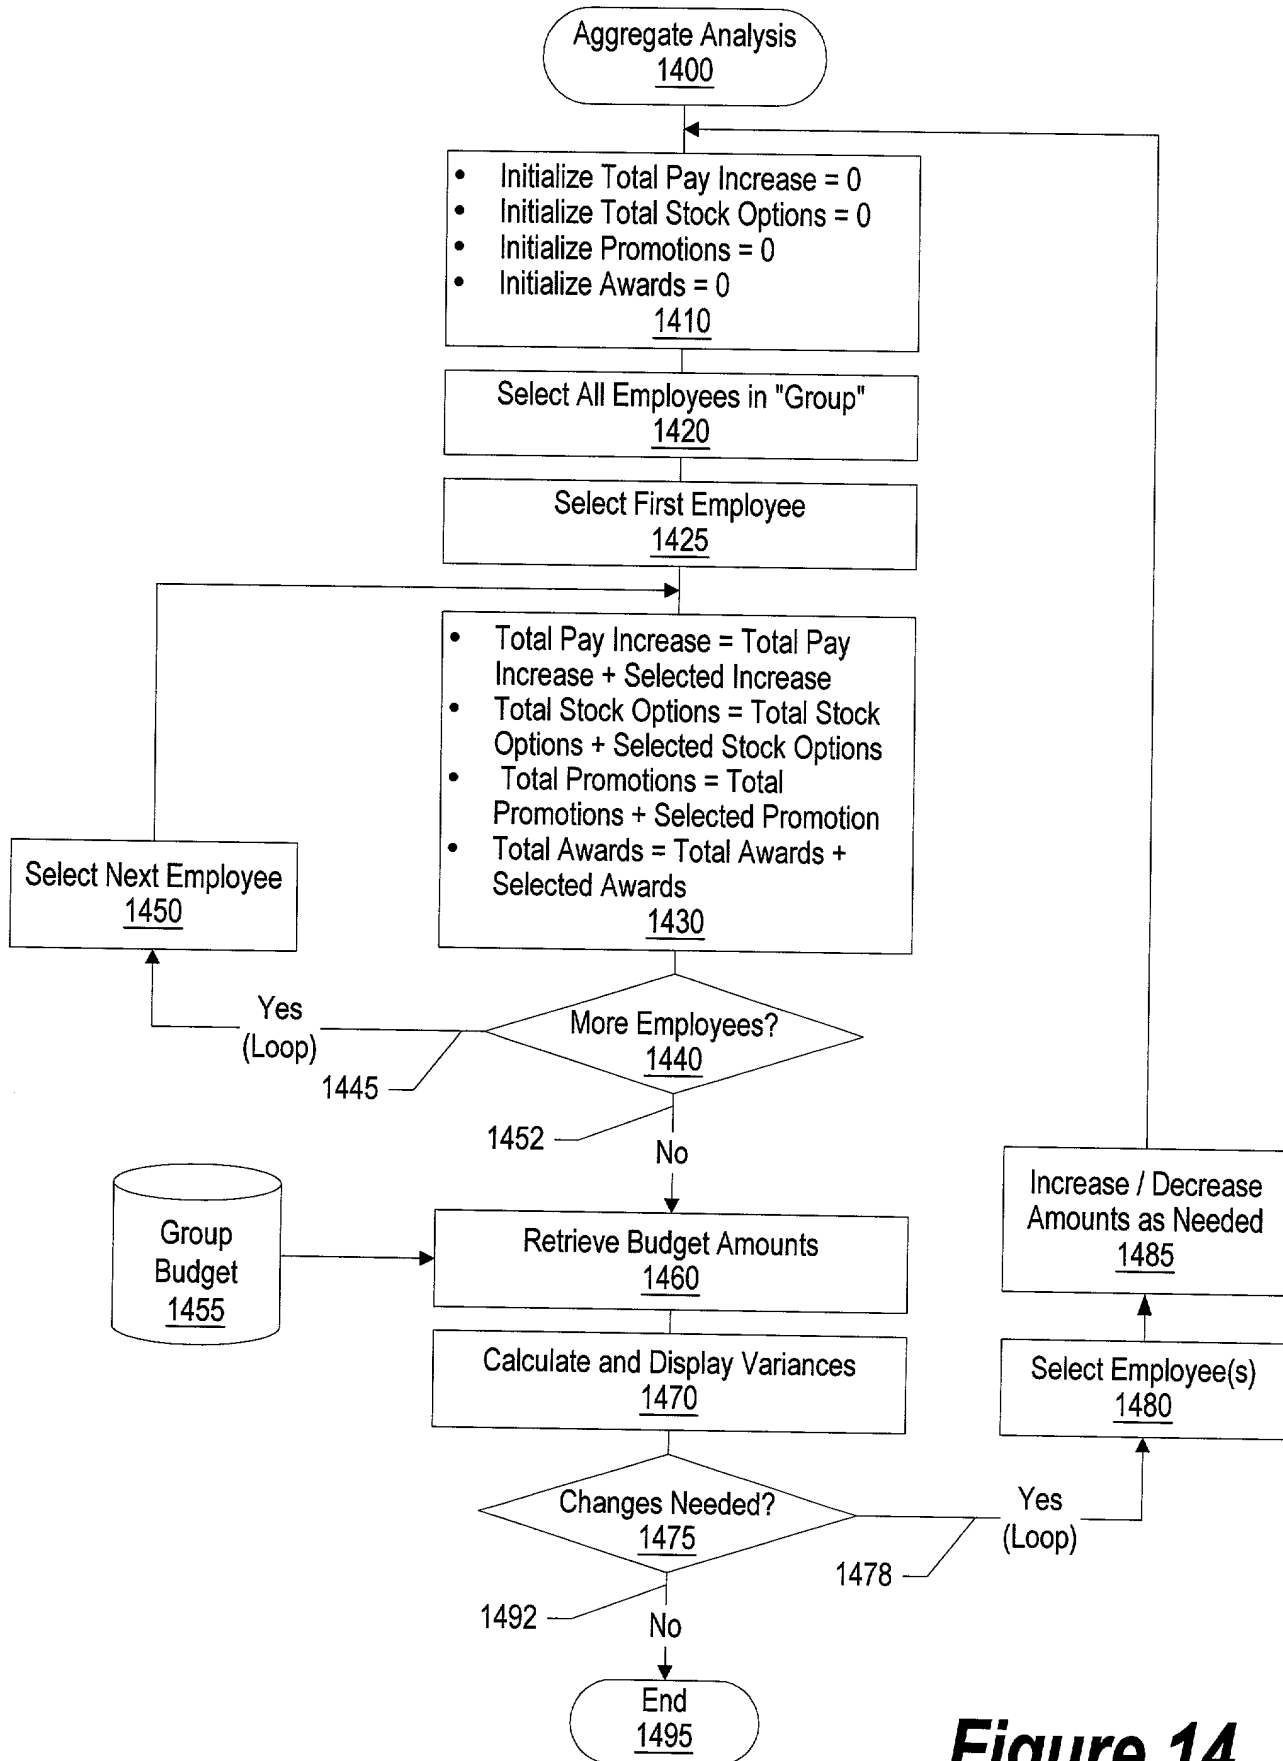 Aggregate Analysis
1400
• Initialize Total Pay Increase = 0
• Initialize Total Stock Options = 0
• Initialize Promotions = 0
• Initialize Awards = 0
1410
Select All Employees in "Group"
1420
Select First Employee
1425
• Total Pay Increase = Total Pay
Increase + Selected Increase
• Total Stock Options = Total Stock
Options + Selected Stock Options
• Total Promotions = Total
Promotions + Selected Promotion
• Total Awards = Total Awards +
Selected Awards
1430
Select Next Employee
1450
More Employees?
1440
Yes
(Loop)
1445
1452
No
Group
Budget
1455
Retrieve Budget Amounts
1460
Calculate and Display Variances
1470
Changes Needed?
1475
Yes
(Loop)
1478
Select Employee(s)
1480
Increase / Decrease
Amounts as Needed
1485
1492
No
End
1495
Figure 14